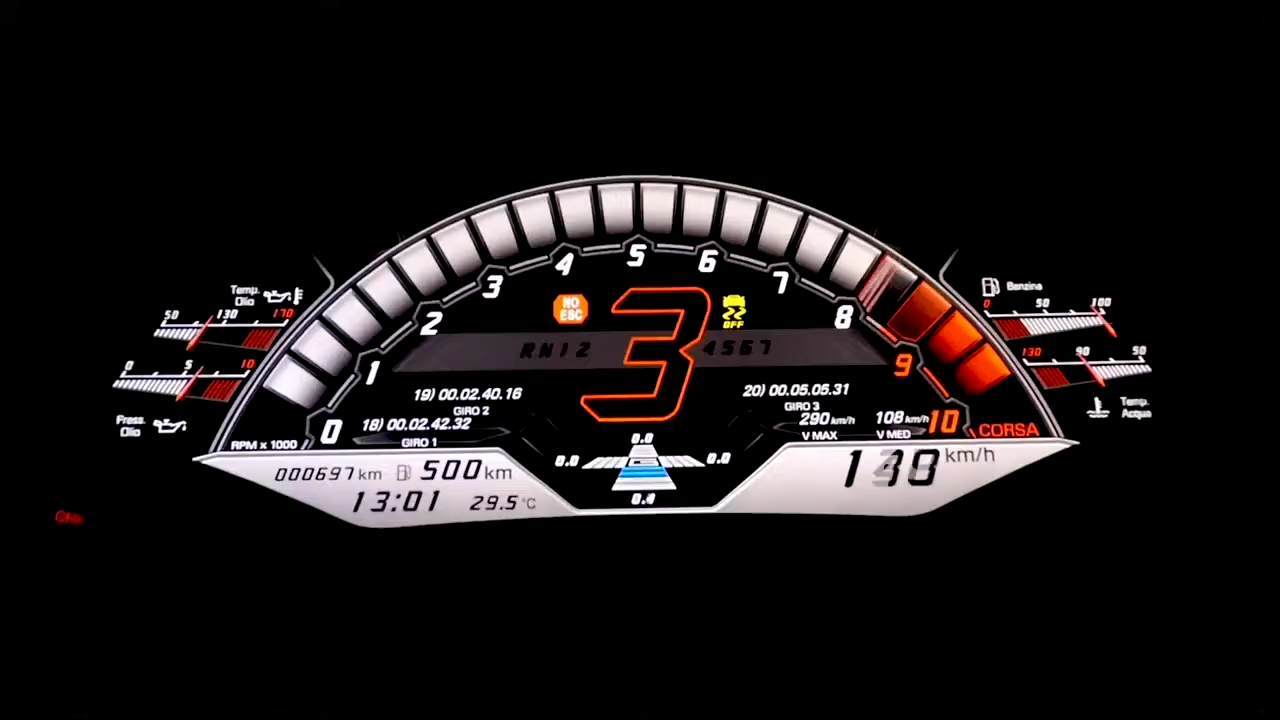 5
4
6
3
7
2
8
1
9
0
10
RPM x 1000
NO
ESC
OFF
3
RN12
4567
Temp.
Olio
50 130 170
0 5 10
Press.
Olio
Benzina
0 50 100
130 90 50
Temp.
Acqua
19) 00.02.40.16
GIRO 2
18) 00.02.42.32
GIRO 1
20) 00.05.05.31
GIRO 3
290 km/h
V MAX
108 km/h
V MED
CORSA
0.0
0.0
0.0
000697 km
500 km
13:01
29.5 °C
km/h